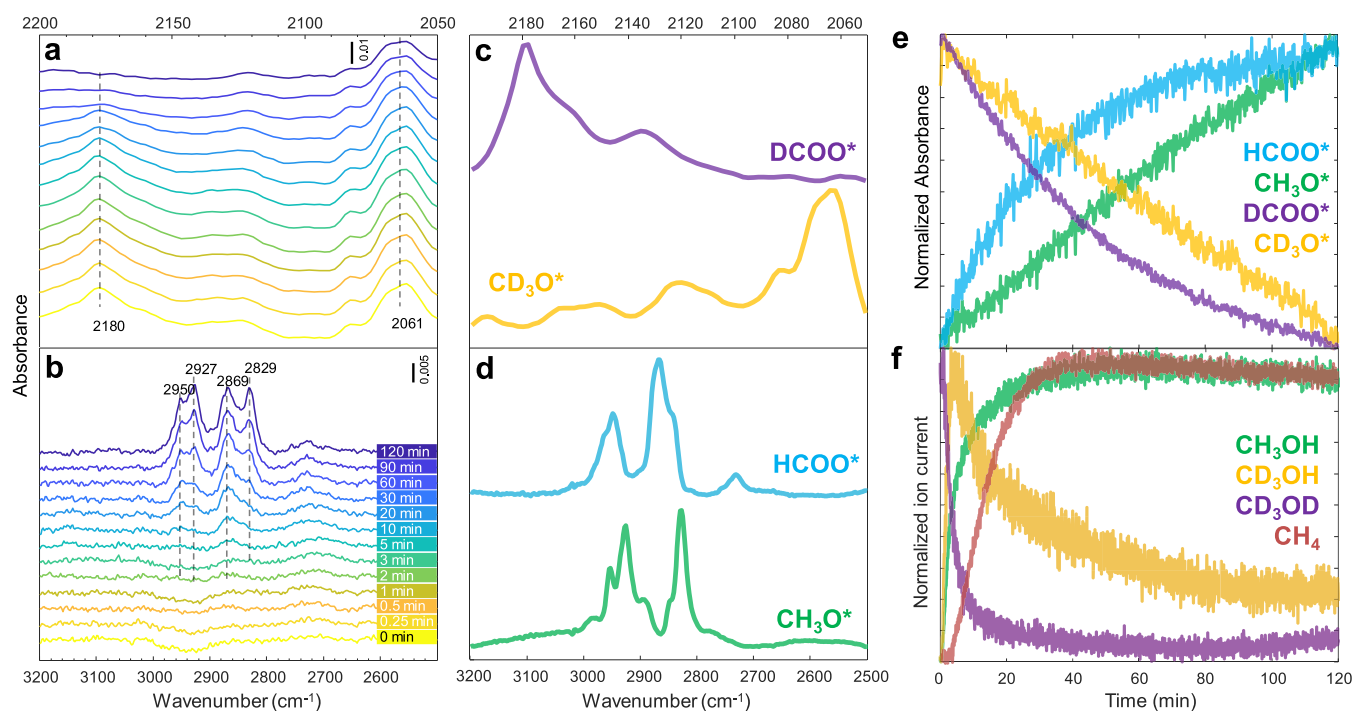 2200 2150 2100 2050
a
0.01
2180
2061
Absorbance
b
0.005
2950 2927 2869 2829
120 min
90 min
60 min
30 min
20 min
10 min
5 min
3 min
2 min
1 min
0.5 min
0.25 min
0 min
3200 3100 3000 2900 2800 2700 2600
Wavenumber (cm⁻¹)
2180 2160 2140 2120 2100 2080 2060
c
DCOO*
CD₃O*
d
HCOO*
CH₃O*
3200 3100 3000 2900 2800 2700 2600 2500
Wavenumber (cm⁻¹)
e
Normalized Absorbance
HCOO*
CH₃O*
DCOO*
CD₃O*
f
Normalized ion current
CH₃OH
CD₃OH
CD₃OD
CH₄
0 20 40 60 80 100 120
Time (min)